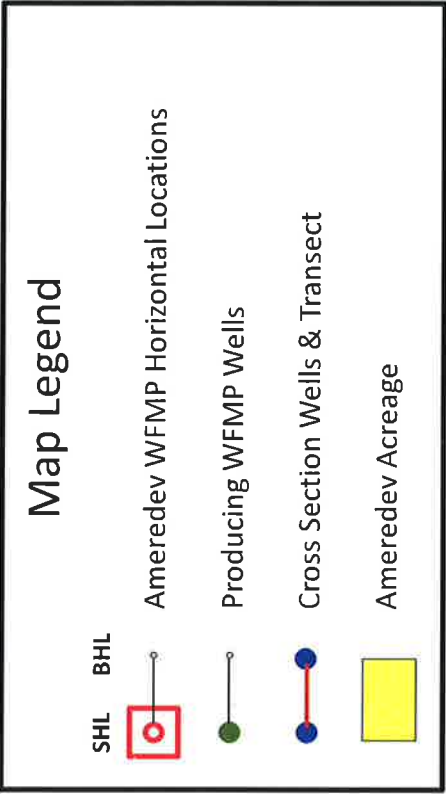 Map Legend
SHL BHL
Ameredev WFMP Horizontal Locations
Producing WFMP Wells
Cross Section Wells & Transect
Ameredev Acreage